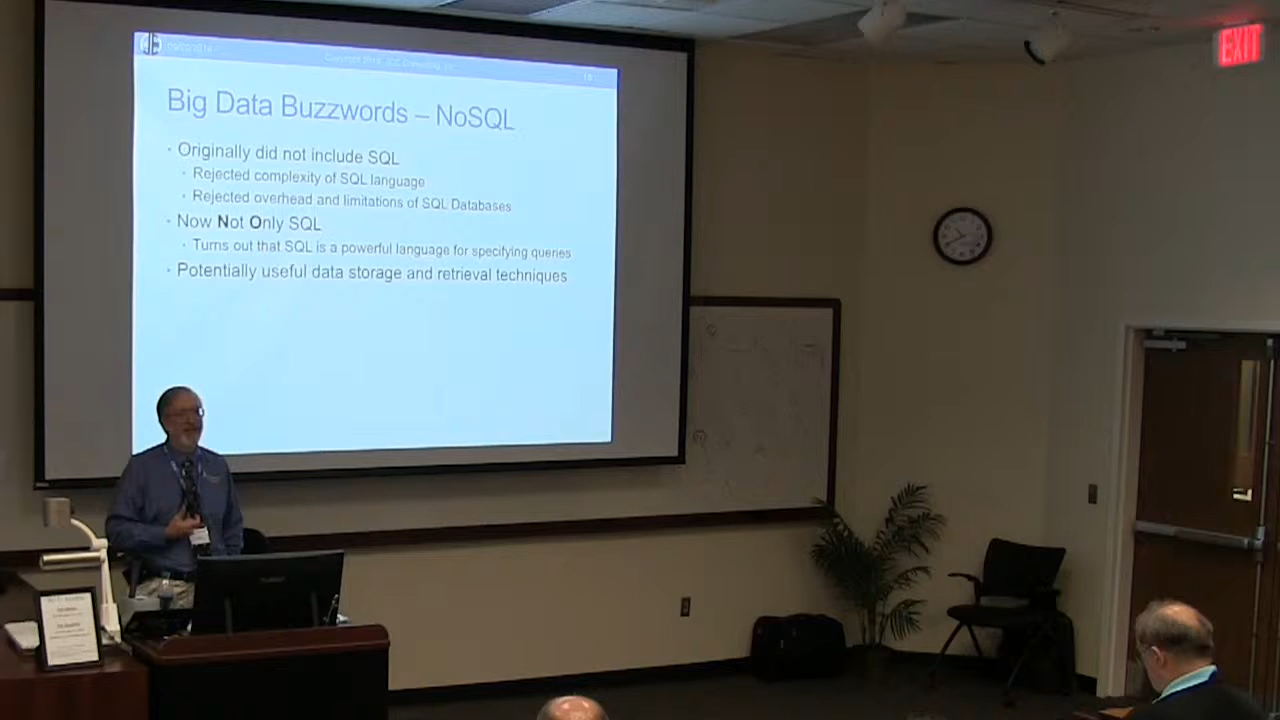 Big Data Buzzwords – NoSQL
Originally did not include SQL
Rejected complexity of SQL language
Rejected overhead and limitations of SQL Databases
Now Not Only SQL
Turns out that SQL is a powerful language for specifying queries
Potentially useful data storage and retrieval techniques
EXIT